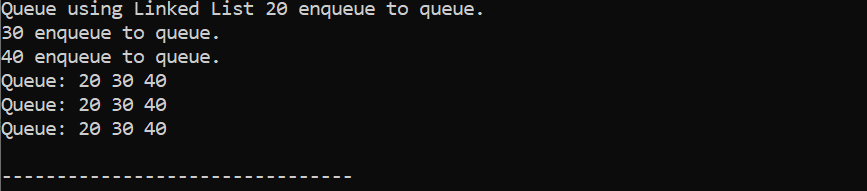 Queue using Linked List 20 enqueue to queue.
30 enqueue to queue.
40 enqueue to queue.
Queue: 20 30 40
Queue: 20 30 40
Queue: 20 30 40
--------------------------------